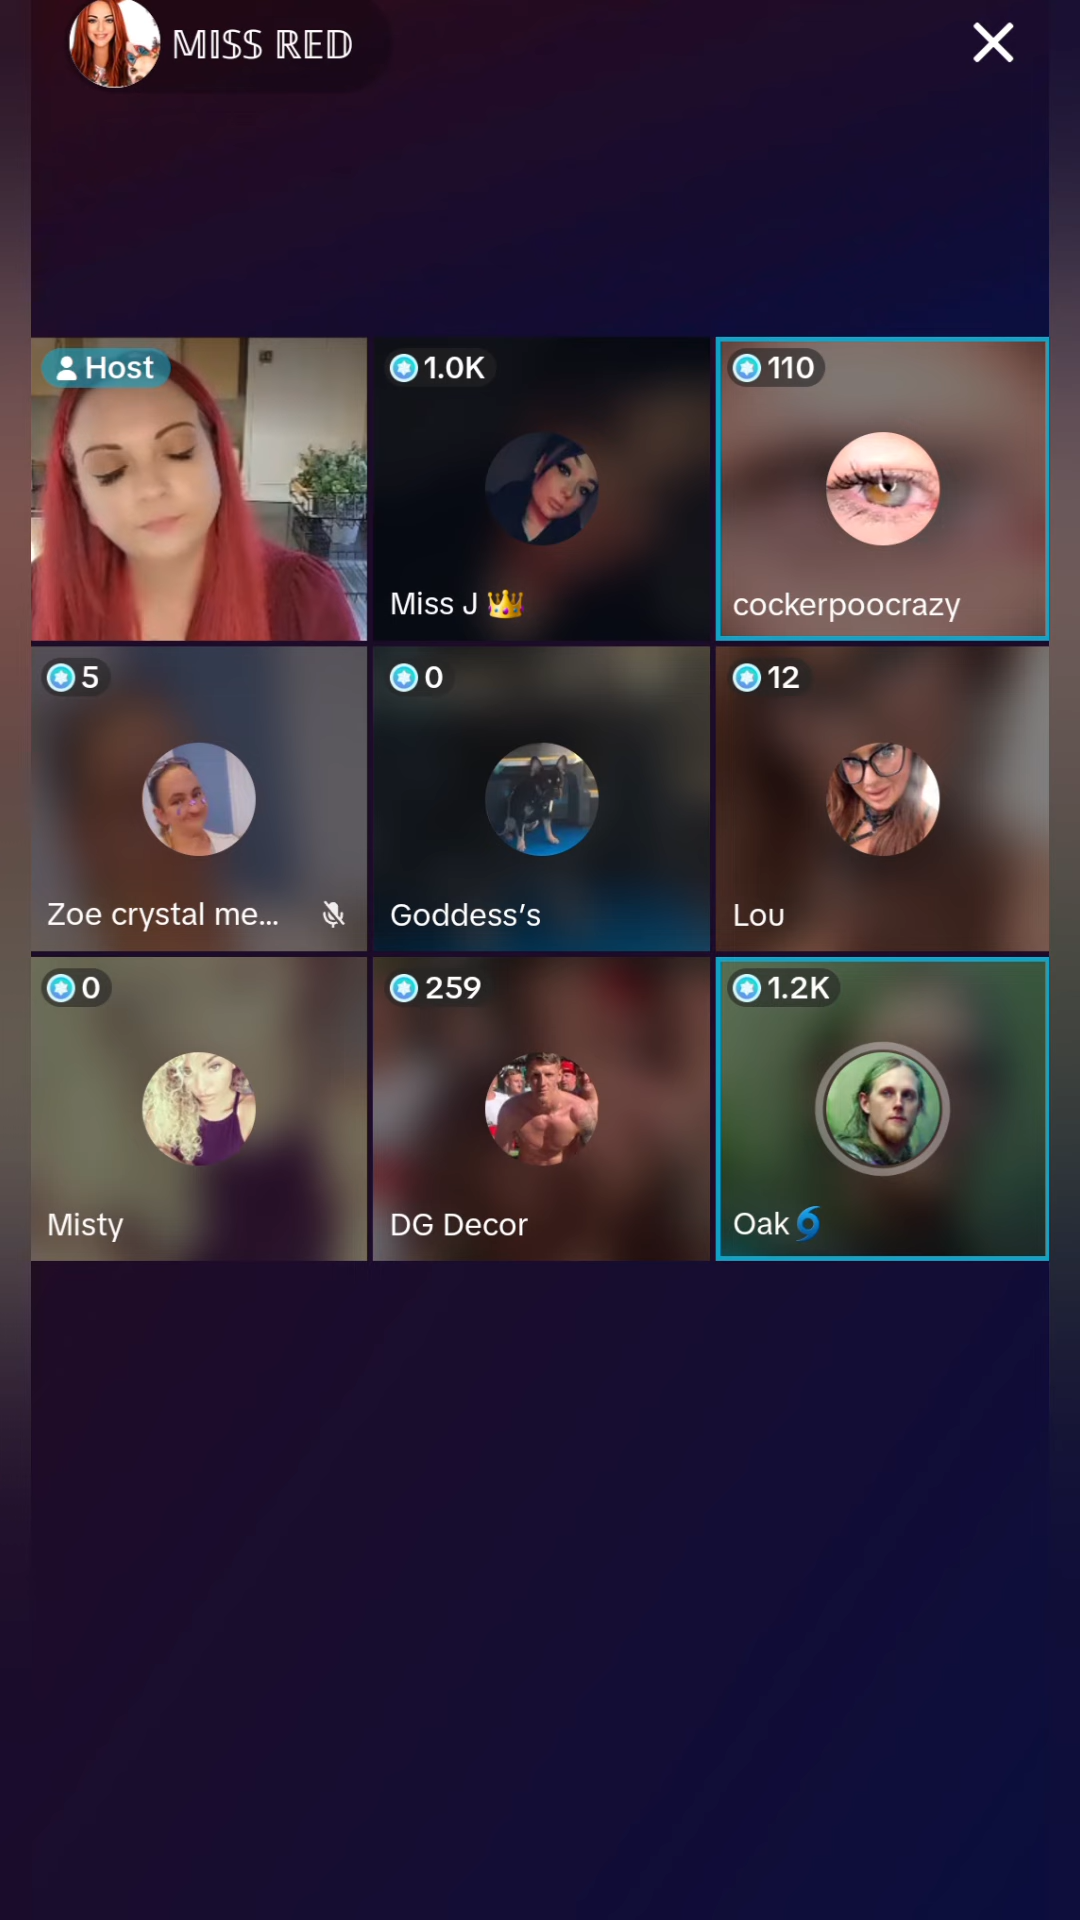 𝕄𝕀𝕊𝕊 ℝ𝔼𝔻
Host
1.0K
110
Miss J 👑
cockerpoocrazy
5
0
12
Zoe crystal me...
Goddess’s
Lou
0
259
1.2K
Misty
DG Decor
Oak🌀